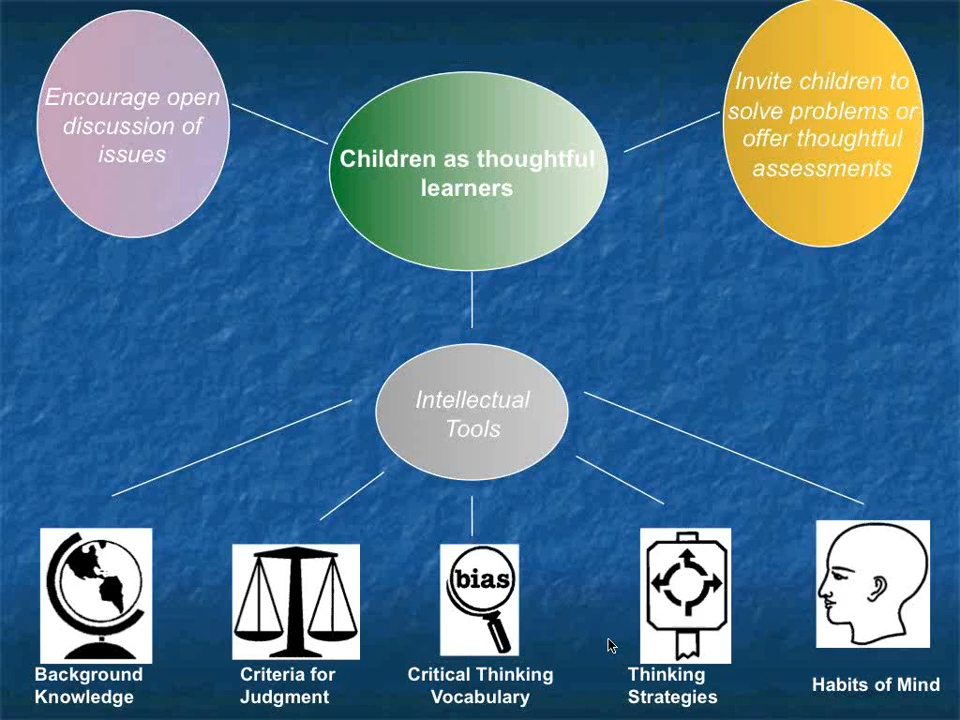 Encourage open
discussion of
issues
Children as thoughtful
learners
Invite children to
solve problems or
offer thoughtful
assessments
Intellectual
Tools
bias
Background
Knowledge
Criteria for
Judgment
Critical Thinking
Vocabulary
Thinking
Strategies
Habits of Mind